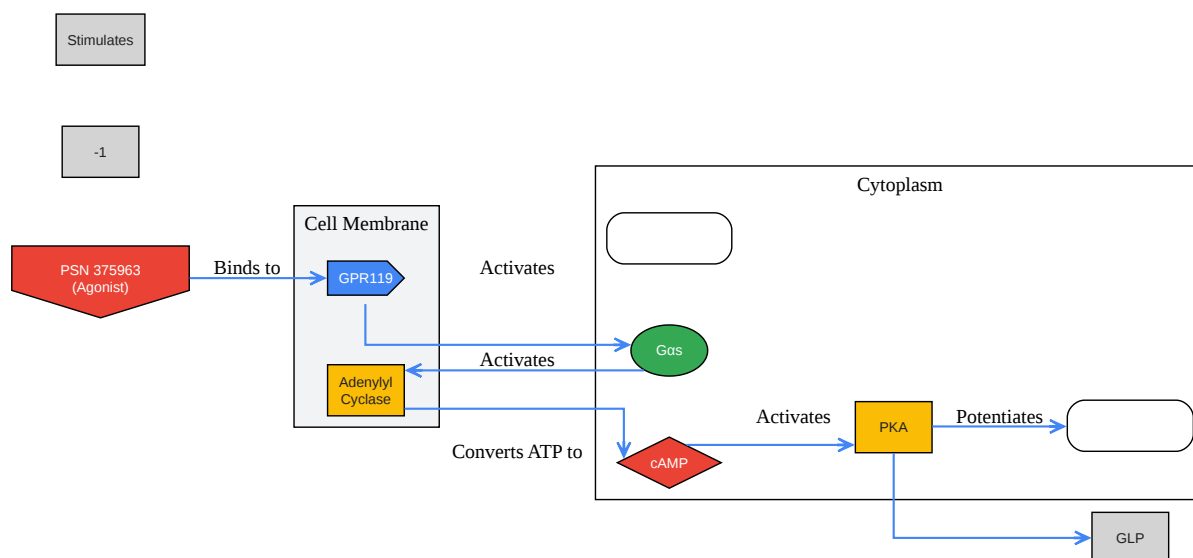 Stimulates
-1
Cytoplasm
Cell Membrane
PSN 375963
(Agonist)
Binds to
GPR119
Activates
Gαs
Activates
Adenylyl
Cyclase
Converts ATP to
cAMP
Activates
PKA
Potentiates
GLP